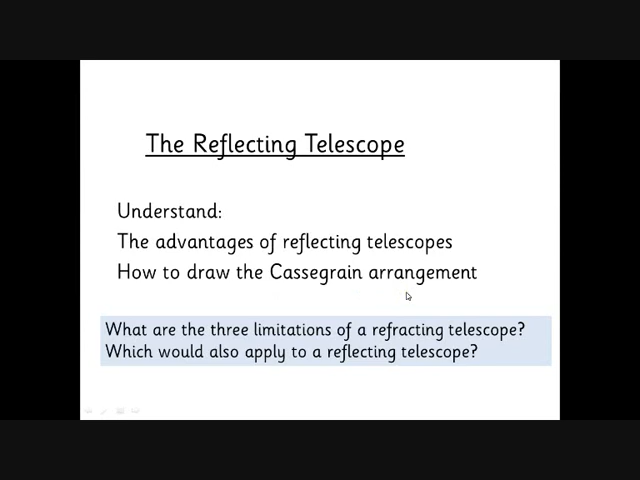 The Reflecting Telescope
Understand:
The advantages of reflecting telescopes
How to draw the Cassegrain arrangement
What are the three limitations of a refracting telescope?
Which would also apply to a reflecting telescope?